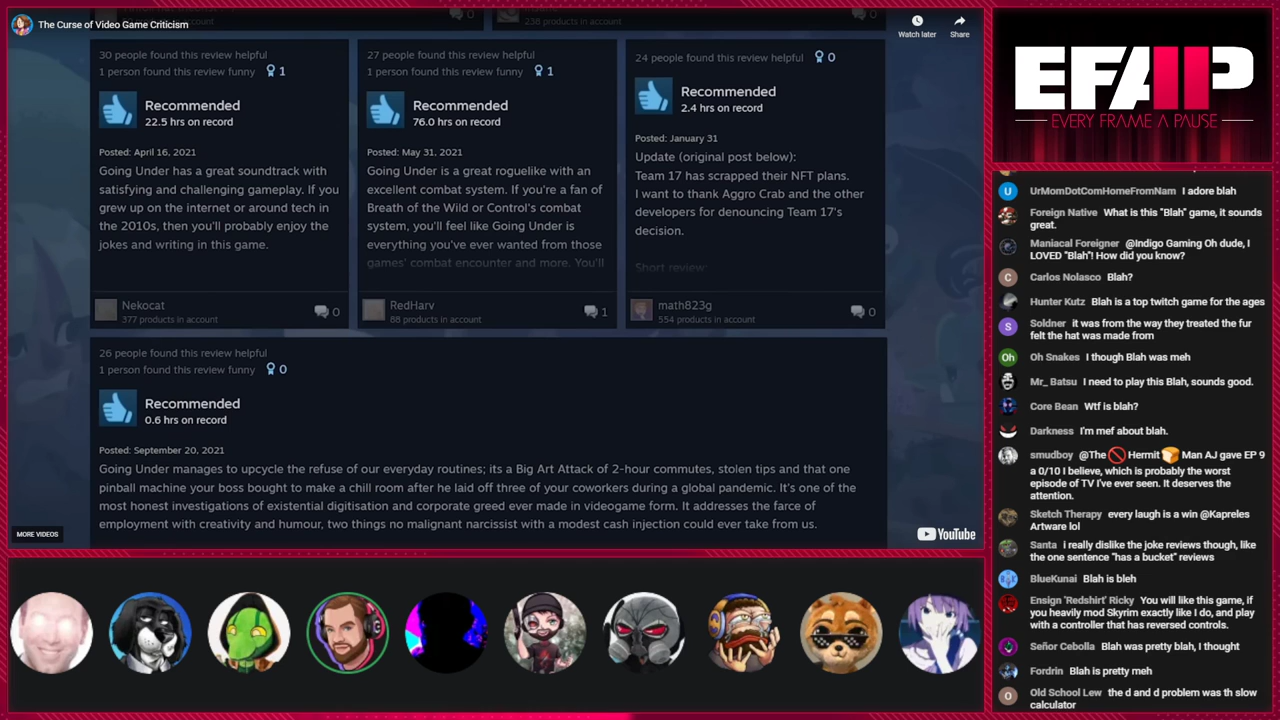 The Curse of Video Game Criticism
0
238 products in account
0
Watch later
Share
30 people found this review helpful
1 person found this review funny 1
Recommended
22.5 hrs on record
Posted: April 16, 2021
Going Under has a great soundtrack with
satisfying and challenging gameplay. If you
grew up on the internet or around tech in
the 2010s, then you'll probably enjoy the
jokes and writing in this game.
Nekocat
377 products in account
0
27 people found this review helpful
1 person found this review funny 1
Recommended
76.0 hrs on record
Posted: May 31, 2021
Going Under is a great roguelike with an
excellent combat system. If you're a fan of
Breath of the Wild or Control's combat
system, you'll feel like Going Under is
everything you've ever wanted from those
games' combat encounter and more. You'll
RedHarv
88 products in account
1
24 people found this review helpful 0
Recommended
2.4 hrs on record
Posted: January 31
Update (original post below):
Team 17 has scrapped their NFT plans.
I want to thank Aggro Crab and the other
developers for denouncing Team 17's
decision.
Short review:
math823g
554 products in account
0
26 people found this review helpful
1 person found this review funny 0
Recommended
0.6 hrs on record
Posted: September 20, 2021
Going Under manages to upcycle the refuse of our everyday routines; its a Big Art Attack of 2-hour commutes, stolen tips and that one
pinball machine your boss bought to make a chill room after he laid off three of your coworkers during a global pandemic. It's one of the
most honest investigations of existential digitisation and corporate greed ever made in videogame form. It addresses the farce of
employment with creativity and humour, two things no malignant narcissist with a modest cash injection could ever take from us.
MORE VIDEOS
YouTube
EFAP
EVERY FRAME A PAUSE
U UrMomDotComHomeFromNam I adore blah
Foreign Native What is this "Blah" game, it sounds
great.
Maniacal Foreigner @Indigo Gaming Oh dude, I
LOVED "Blah"! How did you know?
C Carlos Nolasco Blah?
Hunter Kutz Blah is a top twitch game for the ages
S Soldner it was from the way they treated the fur
felt the hat was made from
Oh Oh Snakes I though Blah was meh
Mr_ Batsu I need to play this Blah, sounds good.
Core Bean Wtf is blah?
Darkness I'm mef about blah.
smudboy @The 🚫 Hermit 🍞 Man AJ gave EP 9
a 0/10 I believe, which is probably the worst
episode of TV I've ever seen. It deserves the
attention.
Sketch Therapy every laugh is a win @Kapreles
Artware lol
Santa i really dislike the joke reviews though, like
the one sentence "has a bucket" reviews
BlueKunai Blah is bleh
Ensign 'Redshirt' Ricky You will like this game, if
you heavily mod Skyrim exactly like I do, and play
with a controller that has reversed controls.
Señor Cebolla Blah was pretty blah, I thought
Fordrin Blah is pretty meh
O Old School Lew the d and d problem was th slow
calculator